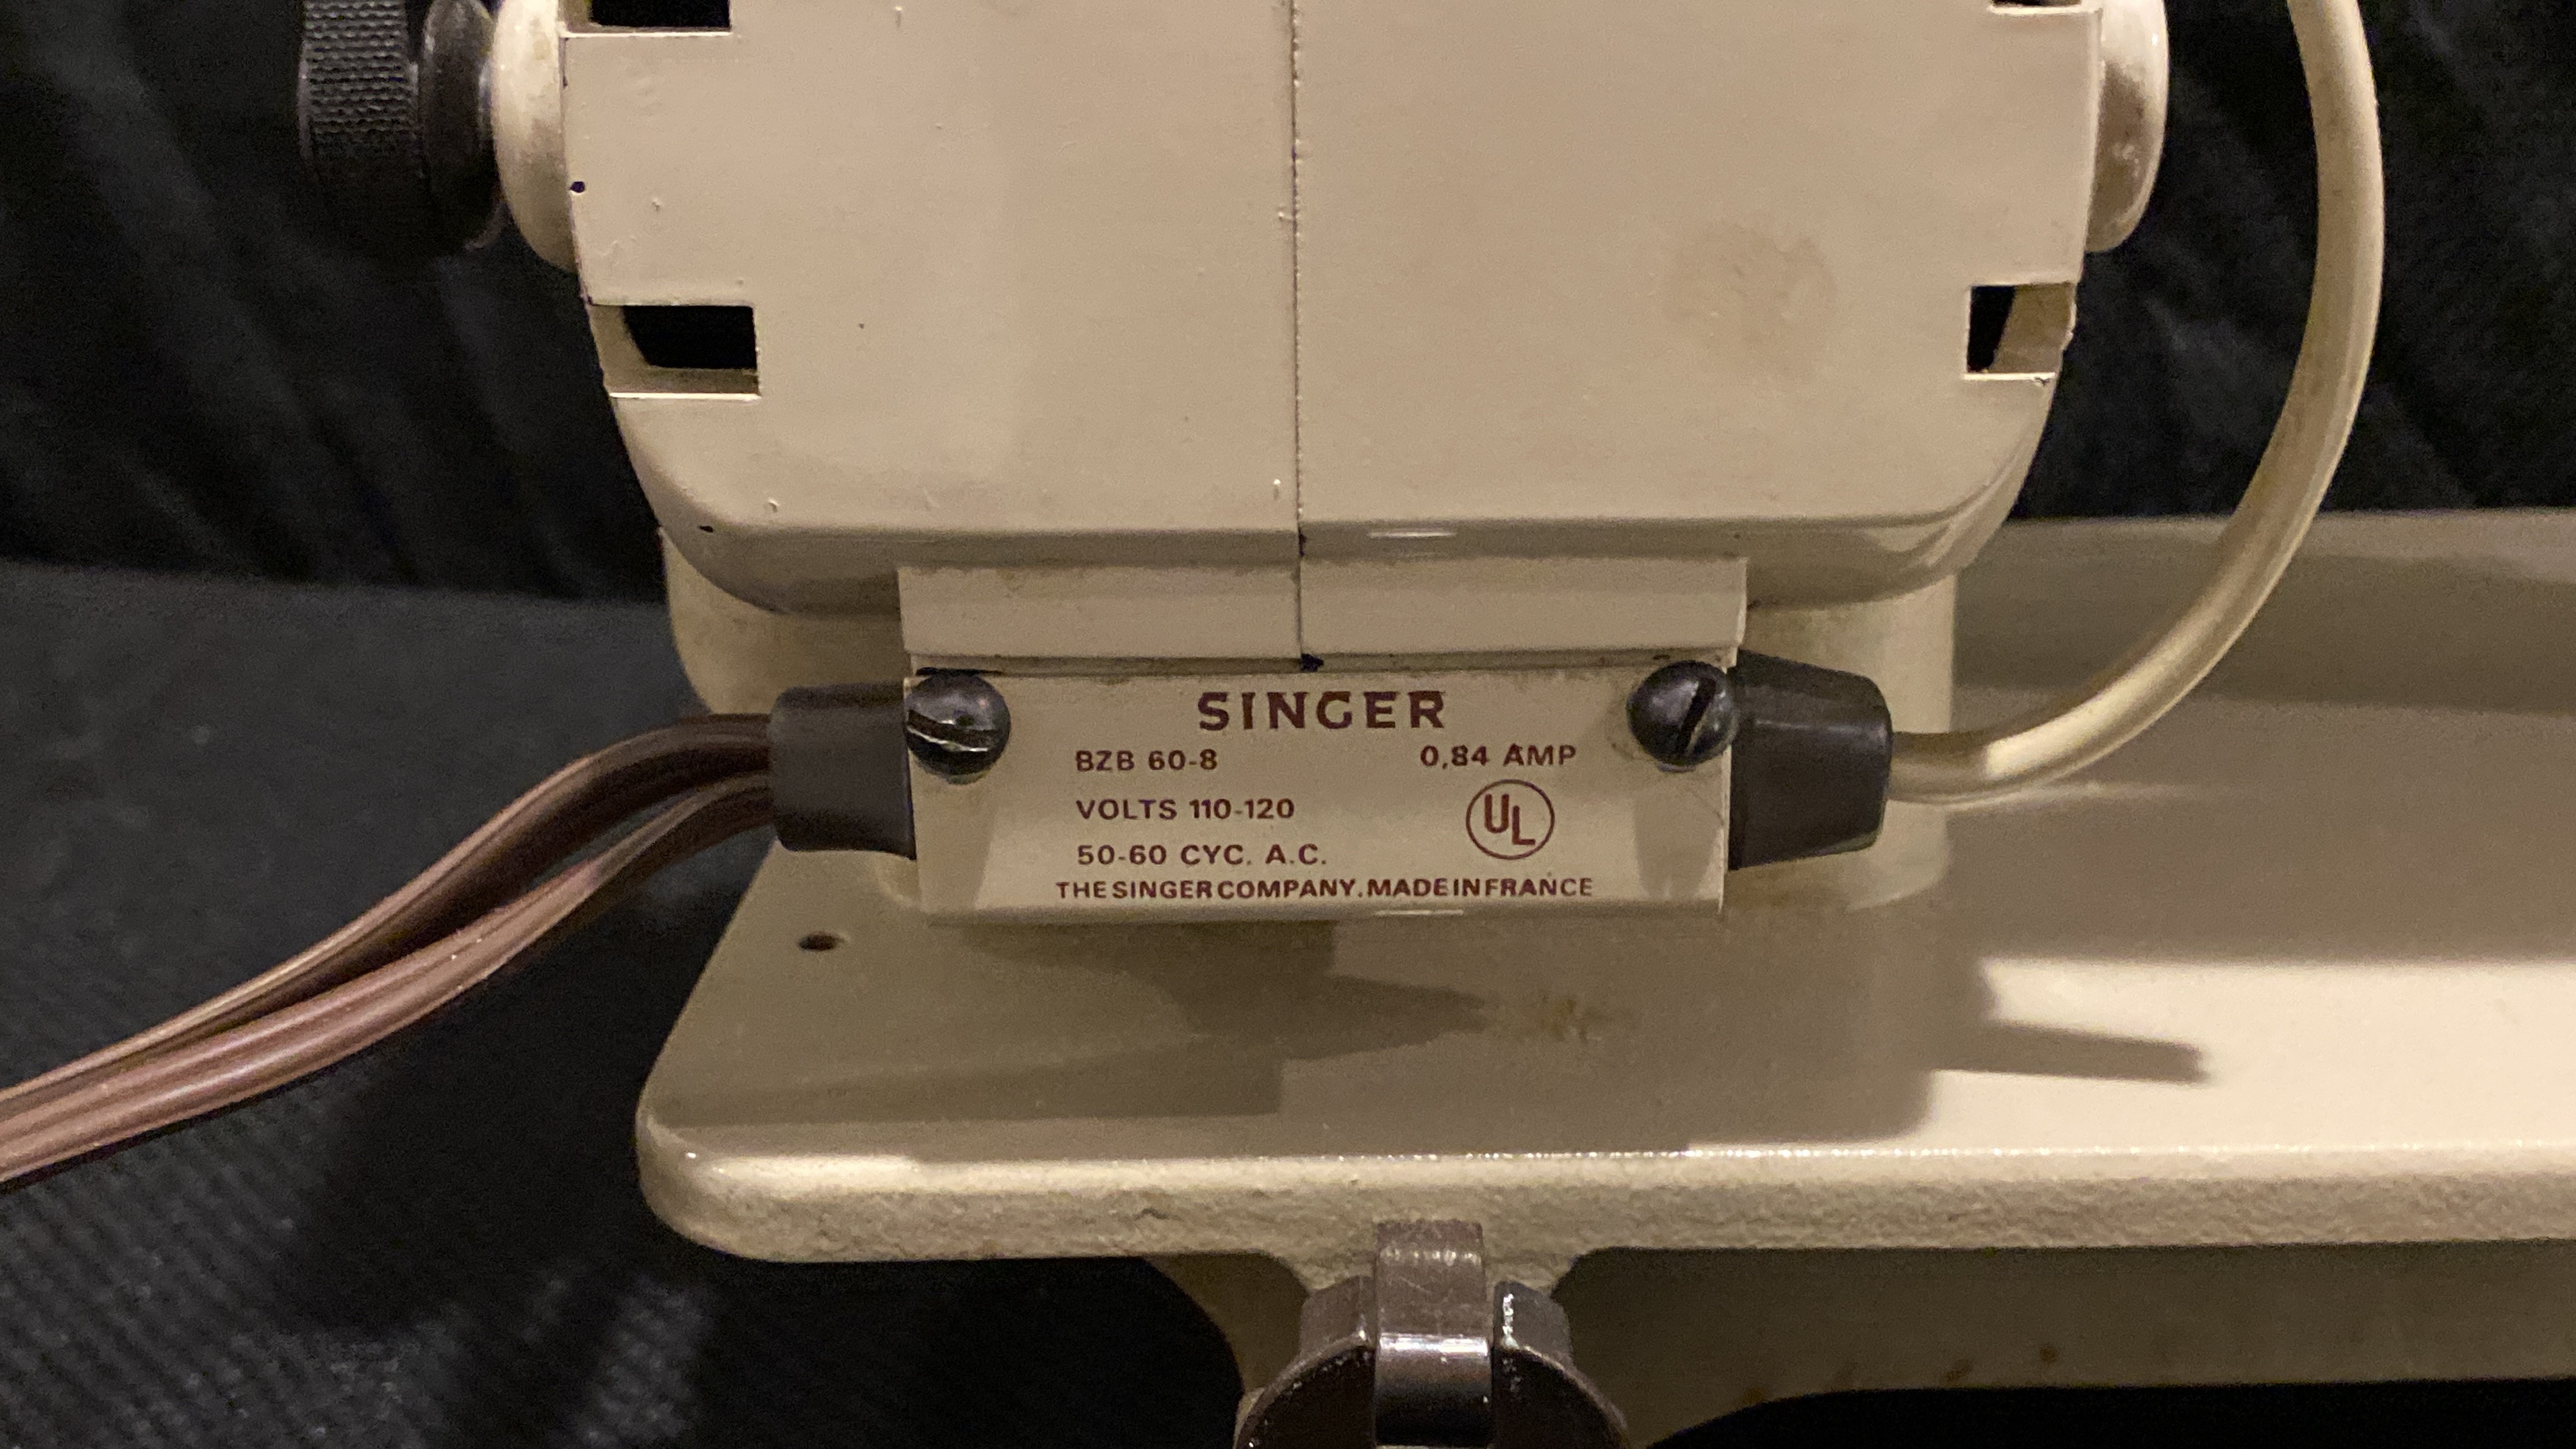 SINGER
BZB 60-8 0,84 AMP
VOLTS 110-120
UL
50-60 CYC. A.C.
THE SINGER COMPANY. MADE IN FRANCE